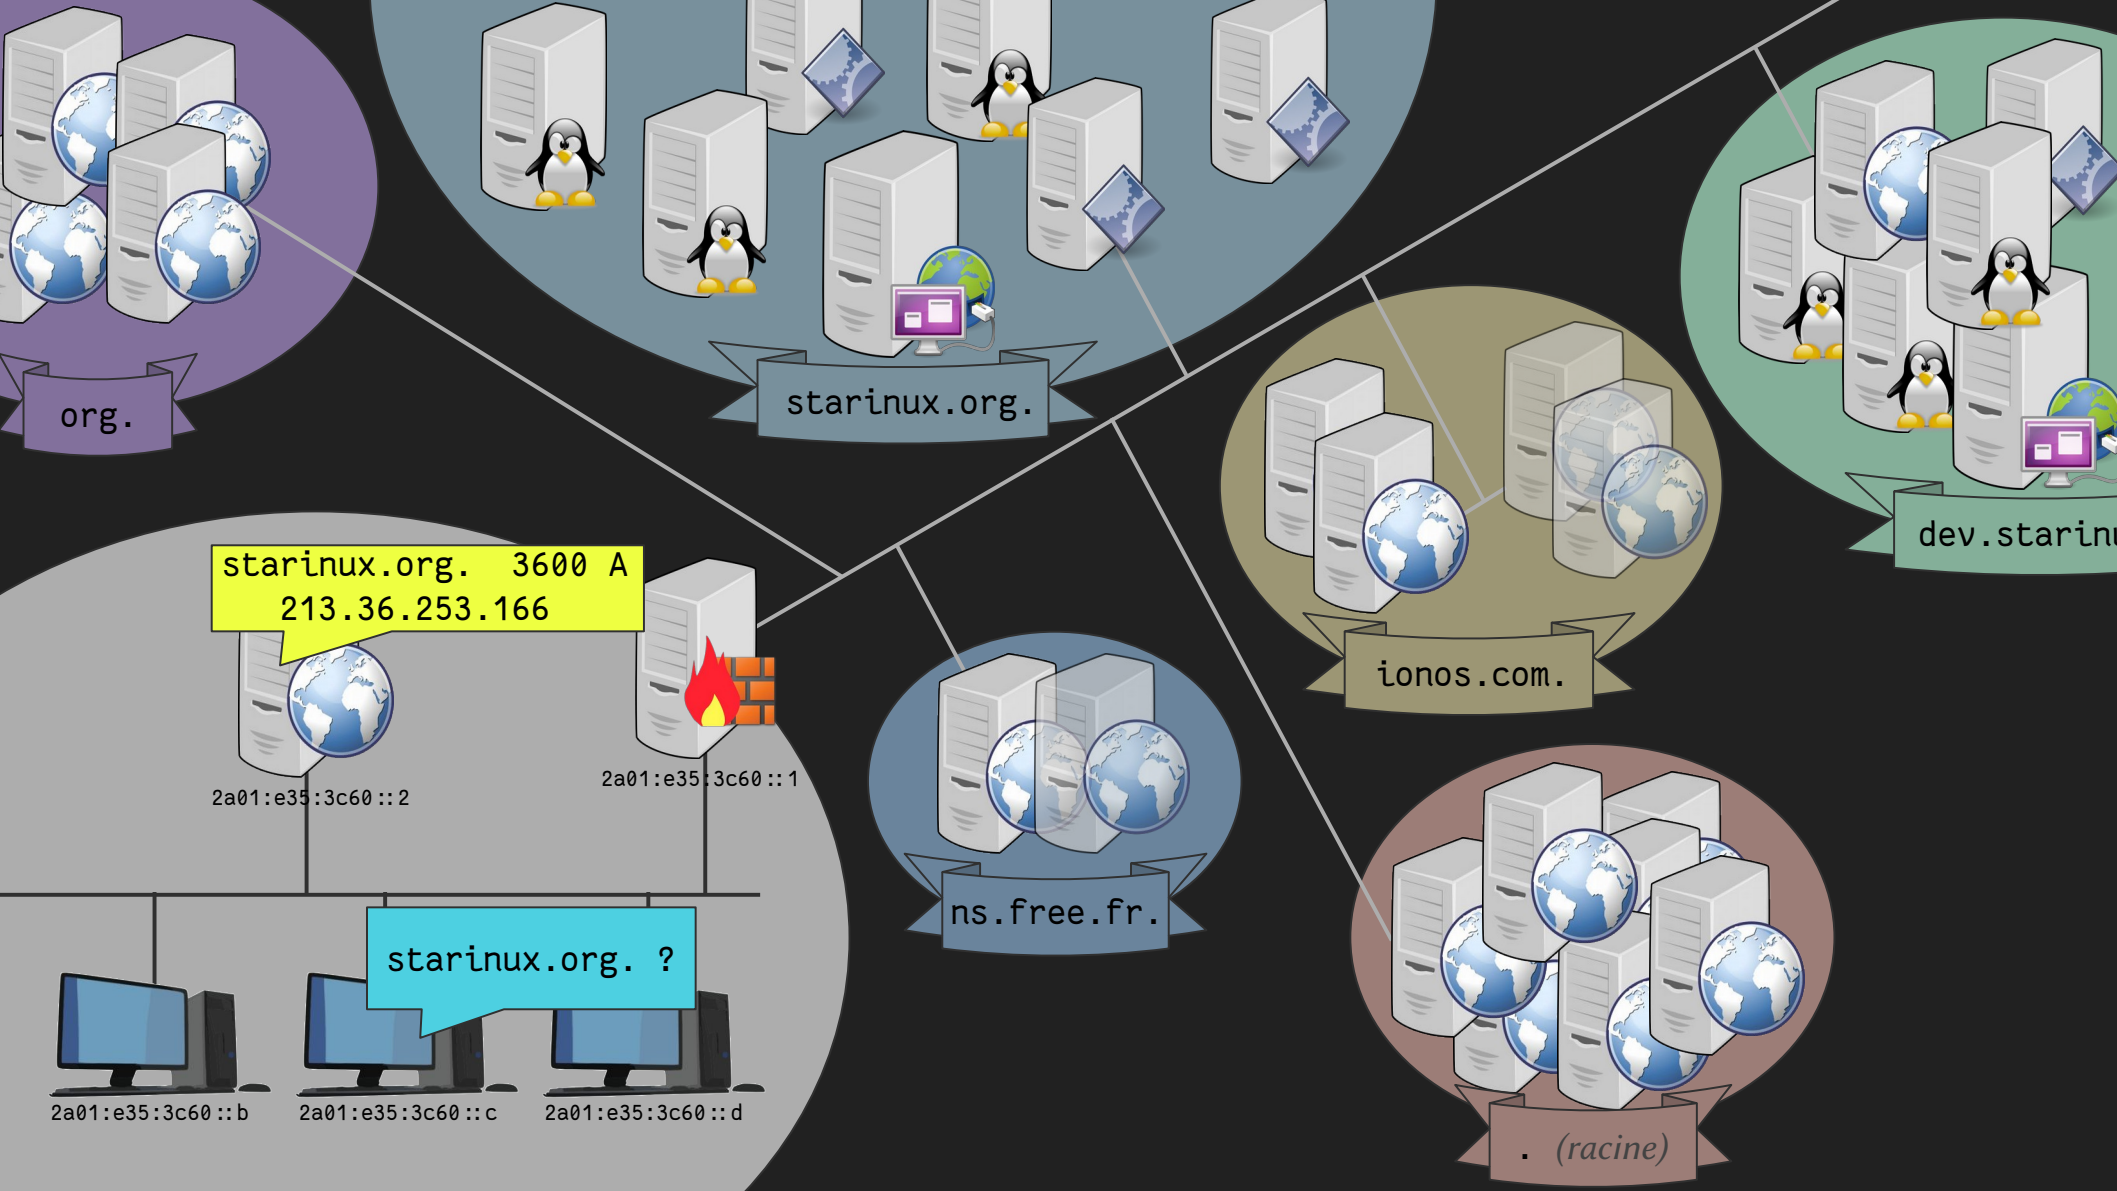 org.
starinux.org.
dev.starinu
starinux.org. 3600 A
213.36.253.166
ionos.com.
2a01:e35:3c60::2
2a01:e35:3c60::1
ns.free.fr.
starinux.org. ?
2a01:e35:3c60::b
2a01:e35:3c60::c
2a01:e35:3c60::d
. (racine)